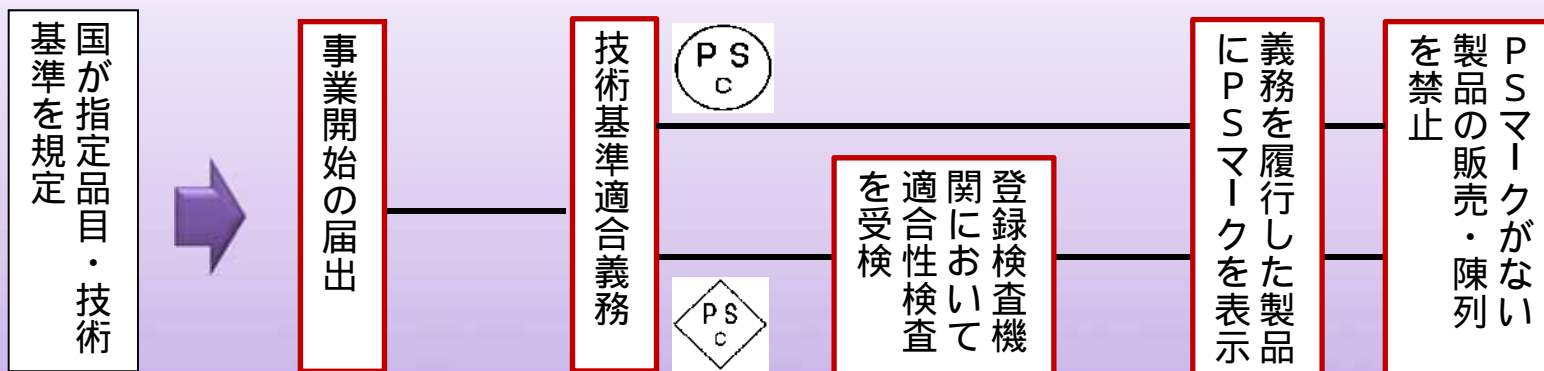 国が指定品目・技術
基準を規定
事業開始の届出
技術基準適合義務
PS
C
PS
C
登録検査機
関において
適合性検査
を受検
義務を履行した製品
にPSマークを表示
PSマークがない
製品の販売・陳列
を禁止